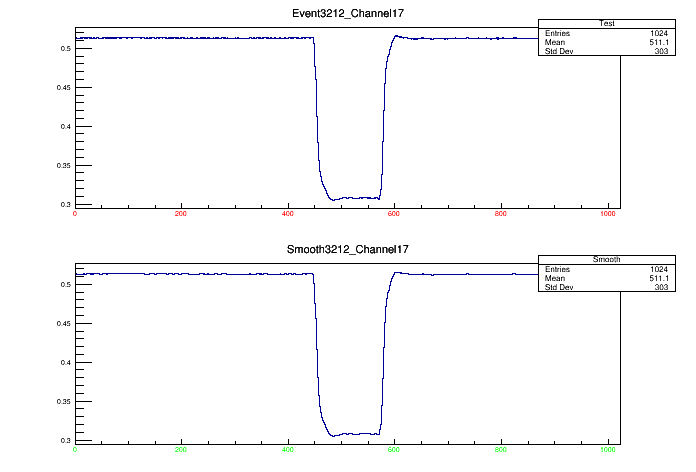 Event3212_Channel17
Test
Entries 1024
Mean 511.1
Std Dev 303
0.5
0.45
0.4
0.35
0.3
0 200 400 600 800 1000
Smooth3212_Channel17
Smooth
Entries 1024
Mean 511.1
Std Dev 303
0.5
0.45
0.4
0.35
0.3
0 200 400 600 800 1000